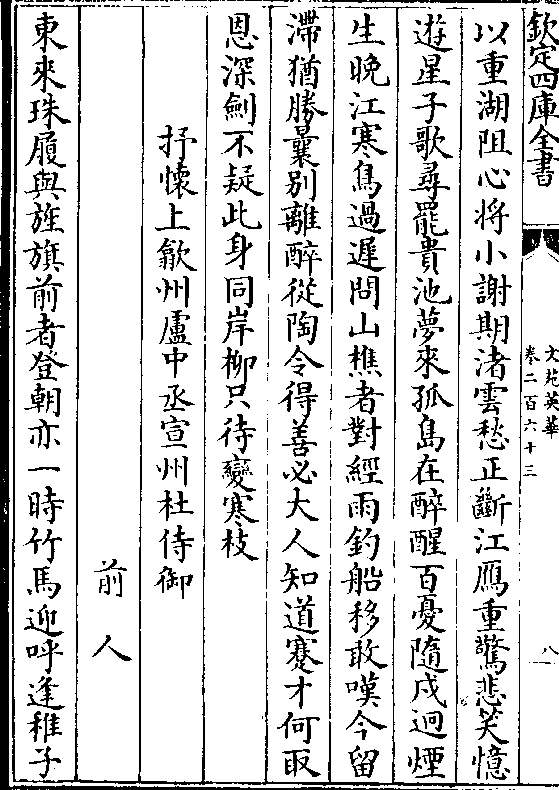 欽定四庫全書
文苑英華
卷二百六十三
八
以重湖阻心將小謝期渚雲愁正斷江鴈重驚悲笑憶
遊星子歌尋罷貴池夢來孤島在醉醒百憂隨戍迥煙
生晚江寒鳥過遲問山樵者對經雨釣船移敢嘆今留
滯猶勝曩别離醉從陶令得善必大人知道蹇才何取
恩深劍不疑此身同岸柳只待變寒枝
抒懷上歙州盧中丞宣州杜侍御
前人
東來珠履與旌旗前者登朝亦一時竹馬迎呼逢稚子